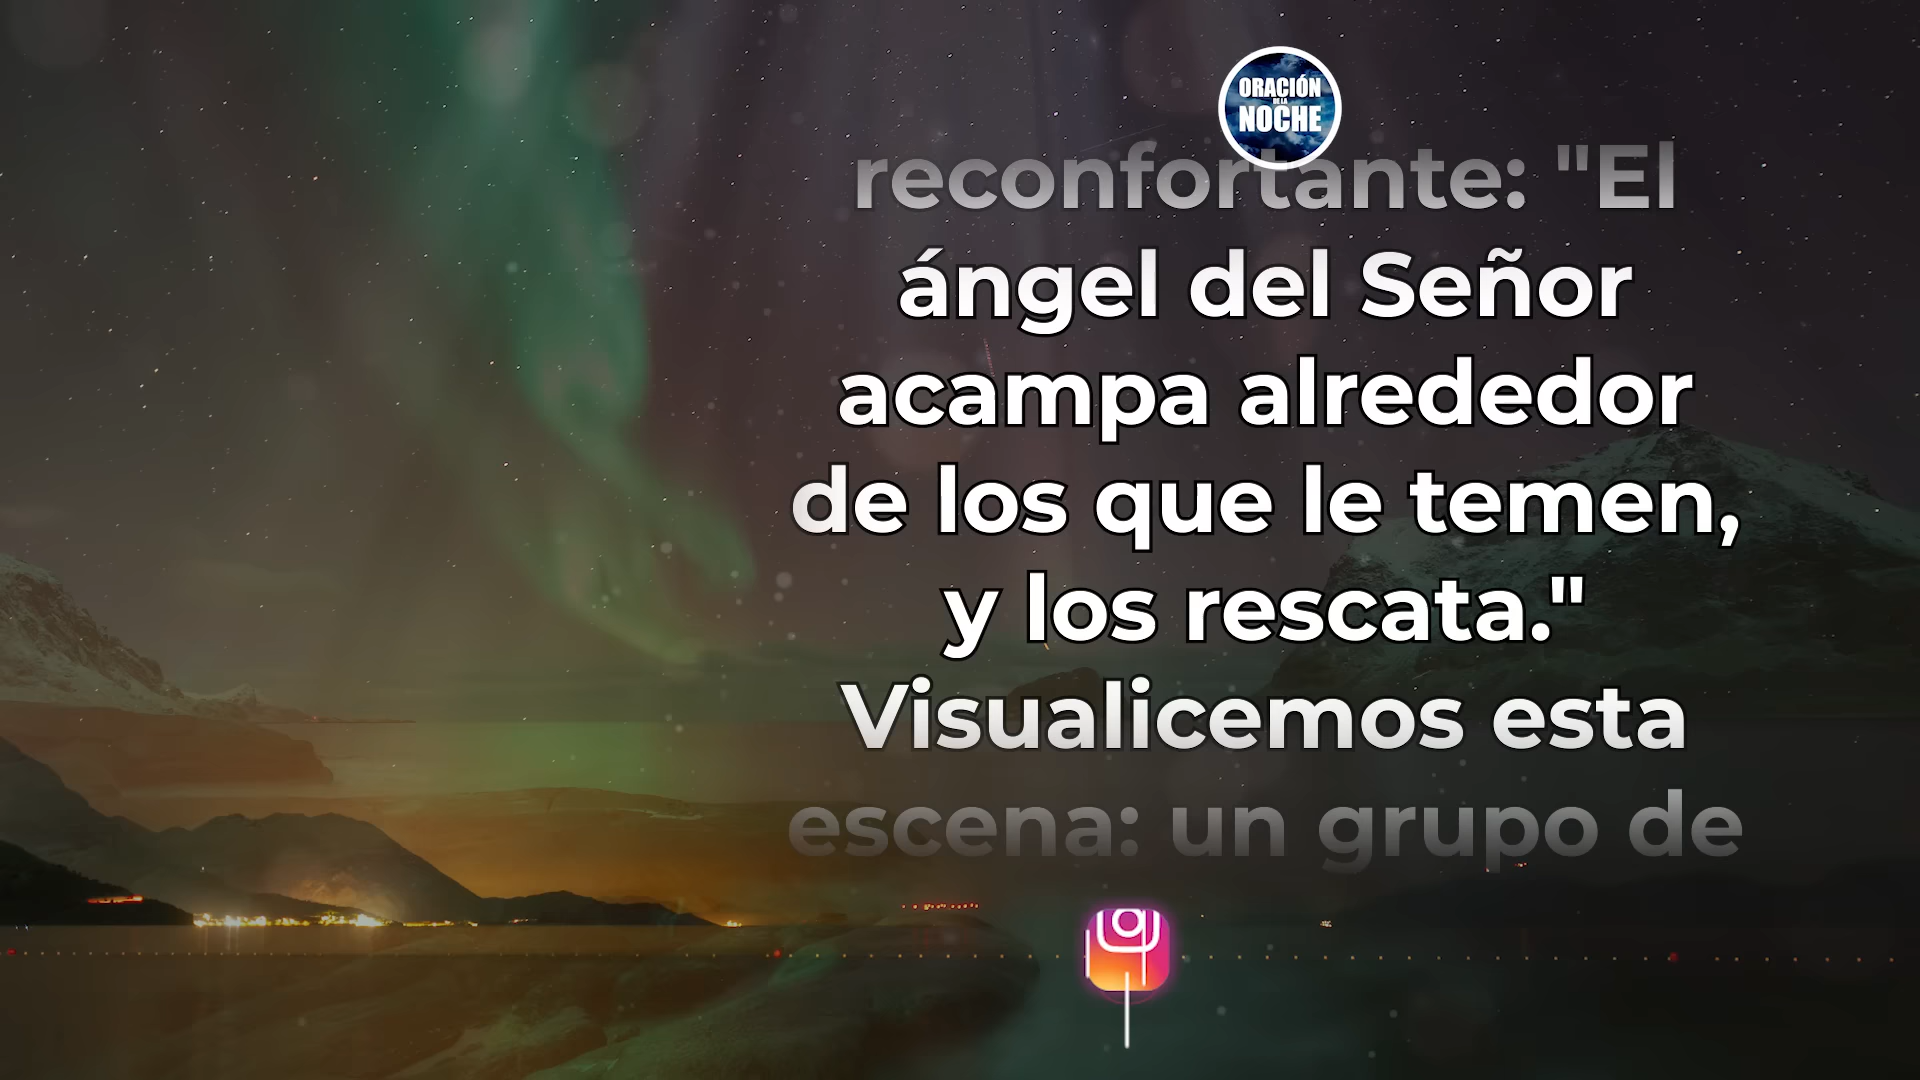 ORACIÓN
DE LA
NOCHE
reconfortante: "El
ángel del Señor
acampa alrededor
de los que le temen,
y los rescata."
Visualicemos esta
escena: un grupo de